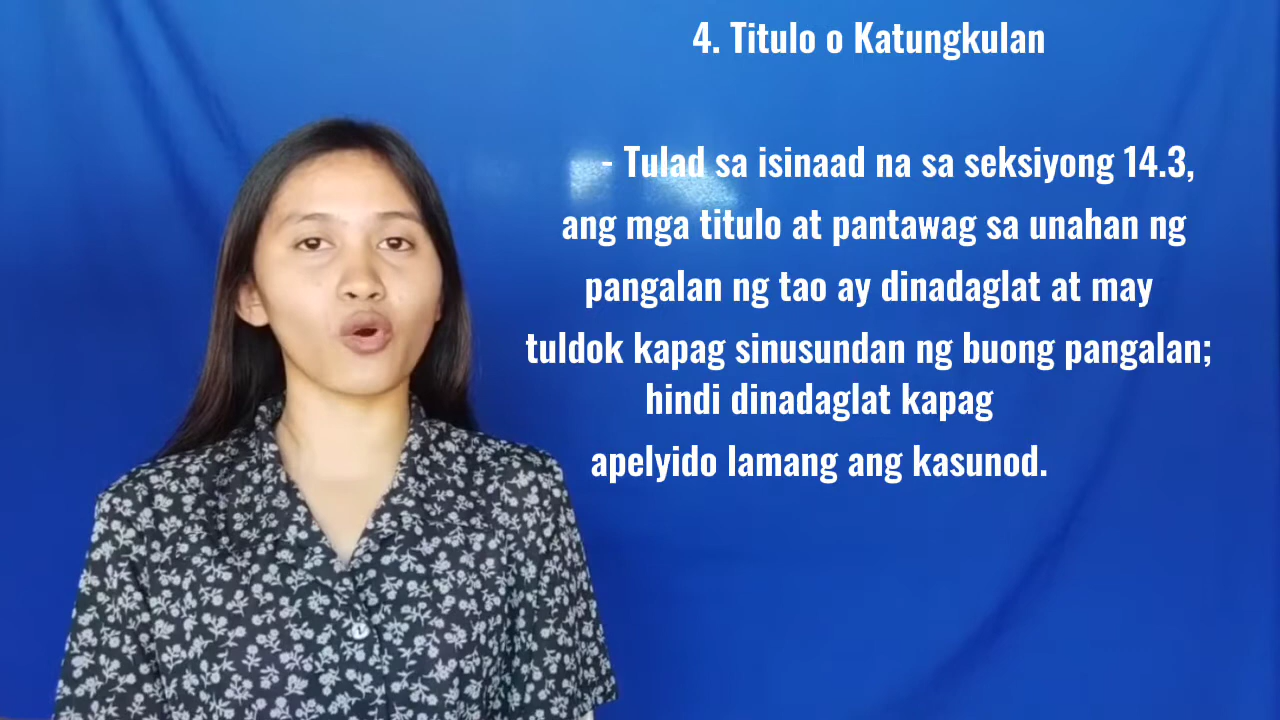 4. Titulo o Katungkulan
- Tulad sa isinaad na sa seksiyong 14.3,
ang mga titulo at pantawag sa unahan ng
pangalan ng tao ay dinadaglat at may
tuldok kapag sinusundan ng buong pangalan;
hindi dinadaglat kapag
apelyido lamang ang kasunod.